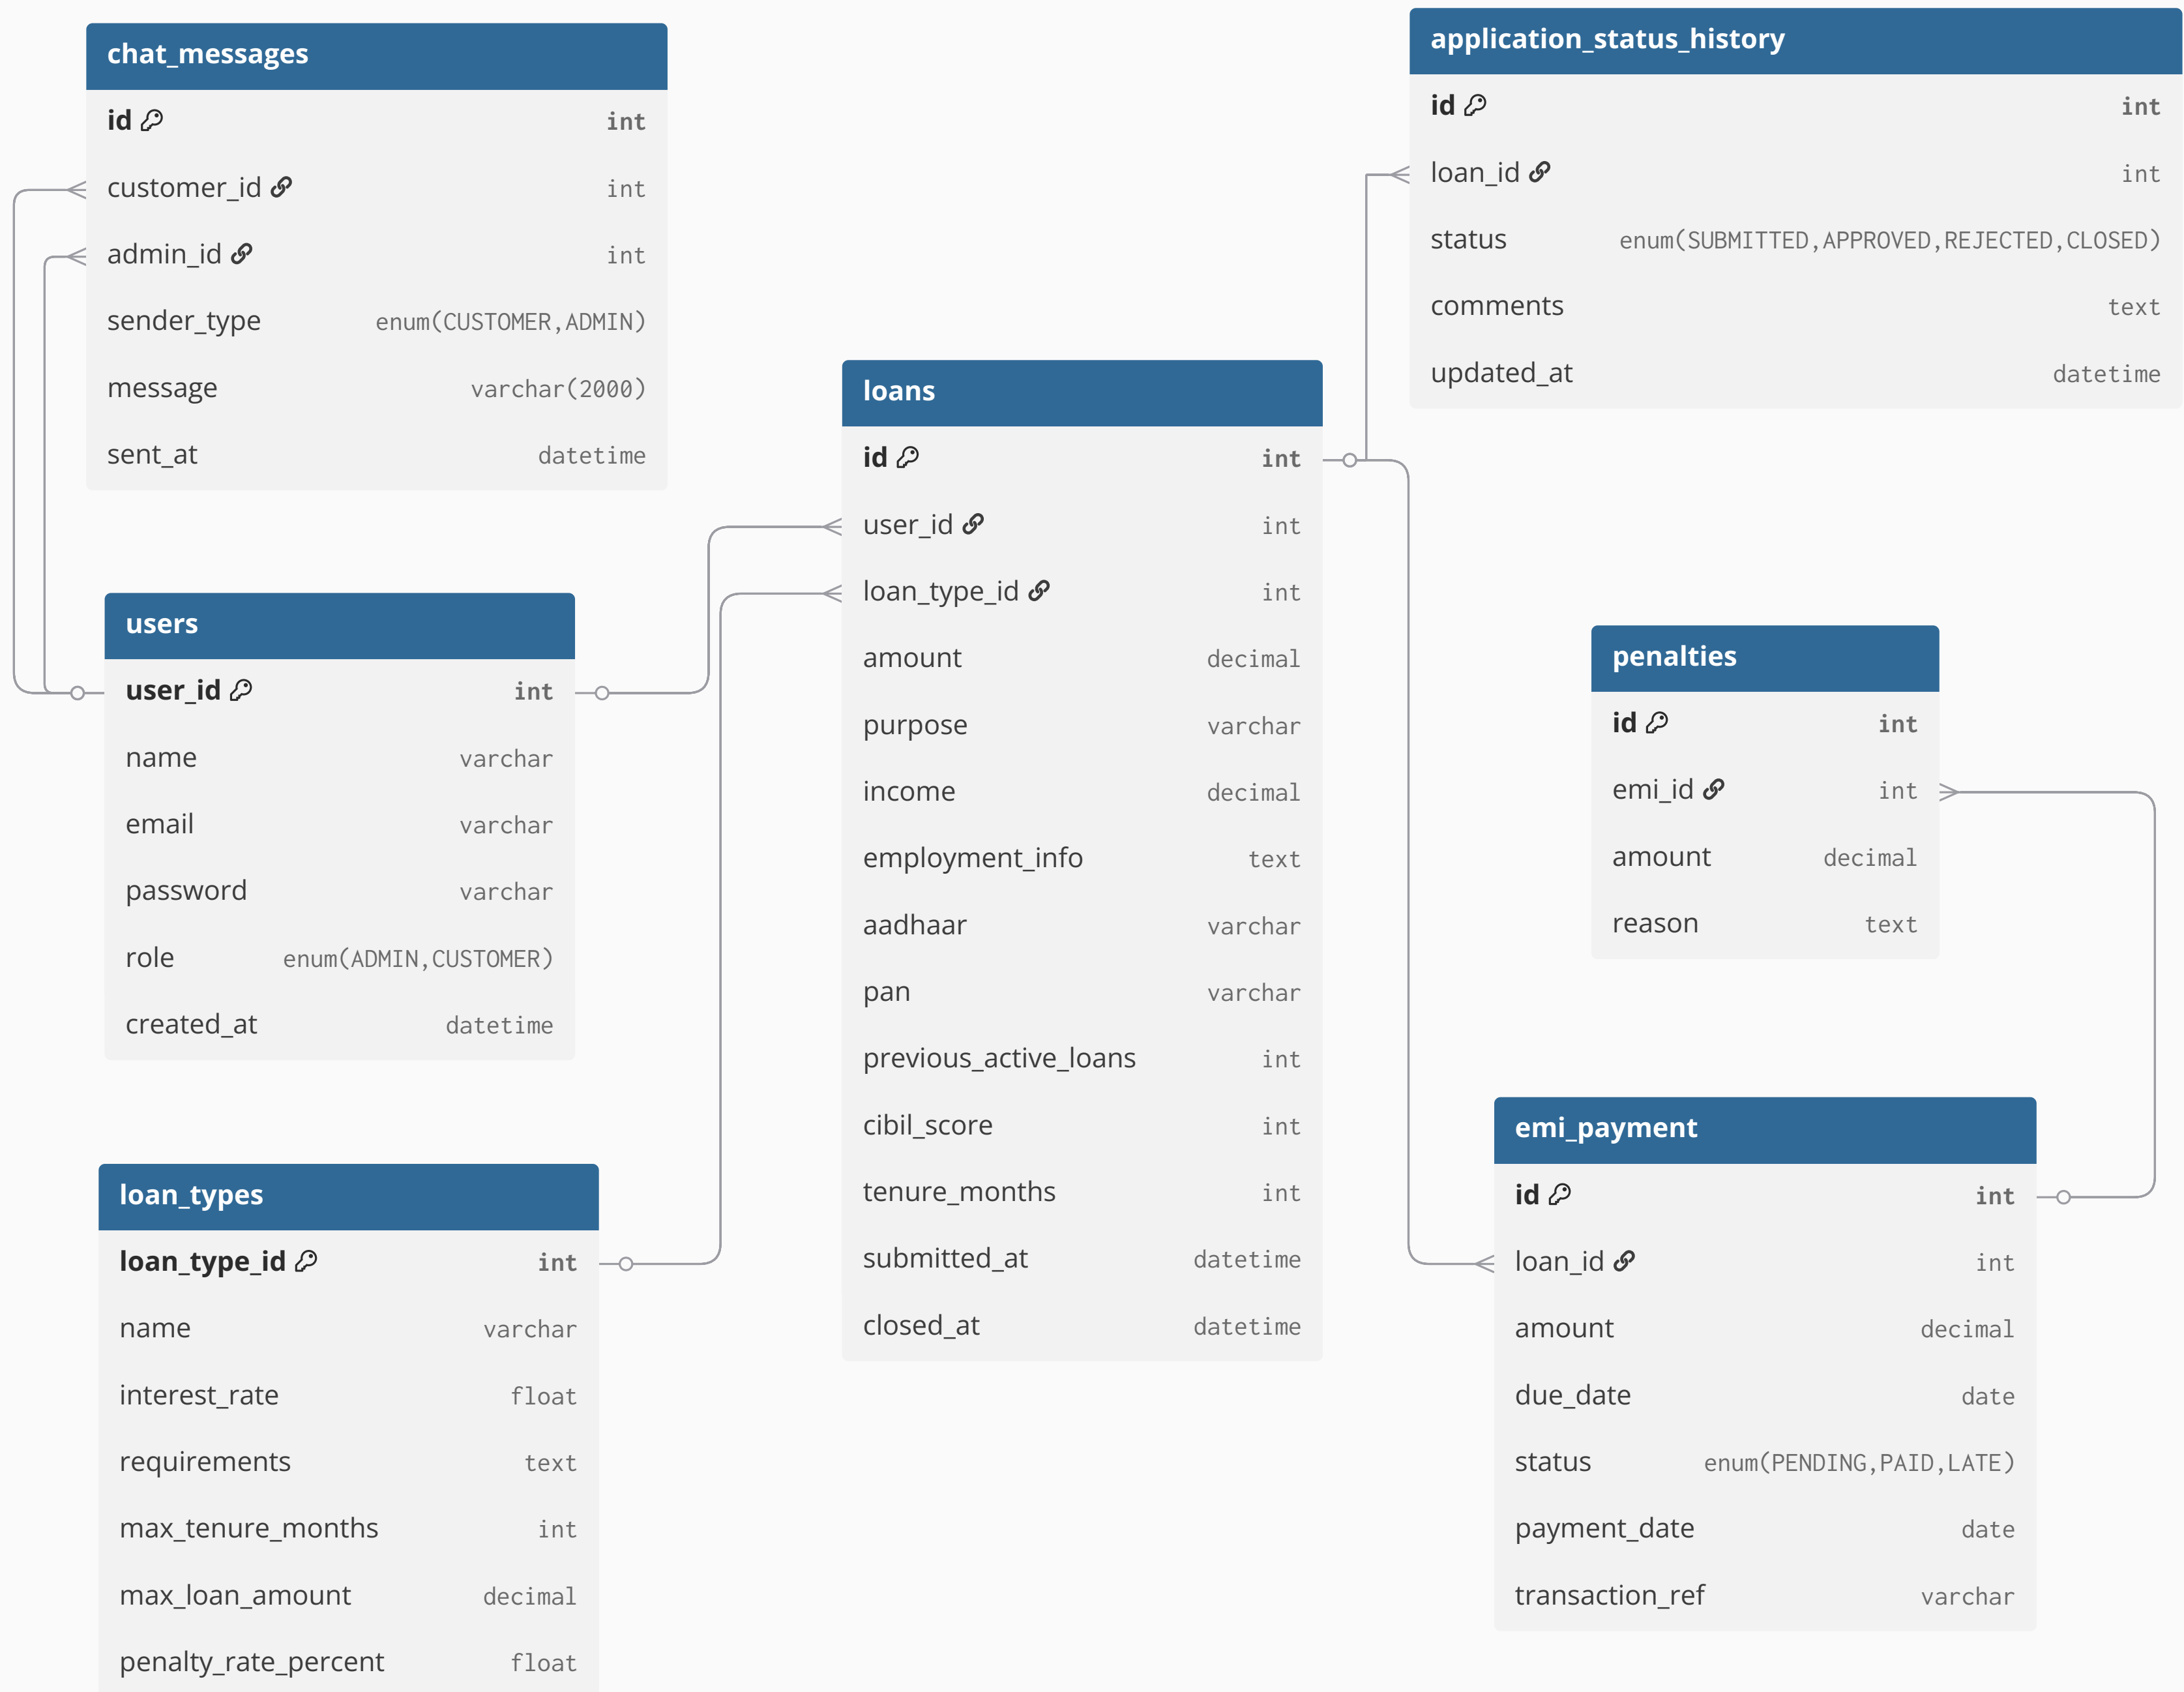 chat_messages
id int
customer_id int
admin_id int
sender_type enum(CUSTOMER,ADMIN)
message varchar(2000)
sent_at datetime
users
user_id int
name varchar
email varchar
password varchar
role enum(ADMIN,CUSTOMER)
created_at datetime
loan_types
loan_type_id int
name varchar
interest_rate float
requirements text
max_tenure_months int
max_loan_amount decimal
penalty_rate_percent float
loans
id int
user_id int
loan_type_id int
amount decimal
purpose varchar
income decimal
employment_info text
aadhaar varchar
pan varchar
previous_active_loans int
cibil_score int
tenure_months int
submitted_at datetime
closed_at datetime
application_status_history
id int
loan_id int
status enum(SUBMITTED,APPROVED,REJECTED,CLOSED)
comments text
updated_at datetime
penalties
id int
emi_id int
amount decimal
reason text
emi_payment
id int
loan_id int
amount decimal
due_date date
status enum(PENDING,PAID,LATE)
payment_date date
transaction_ref varchar